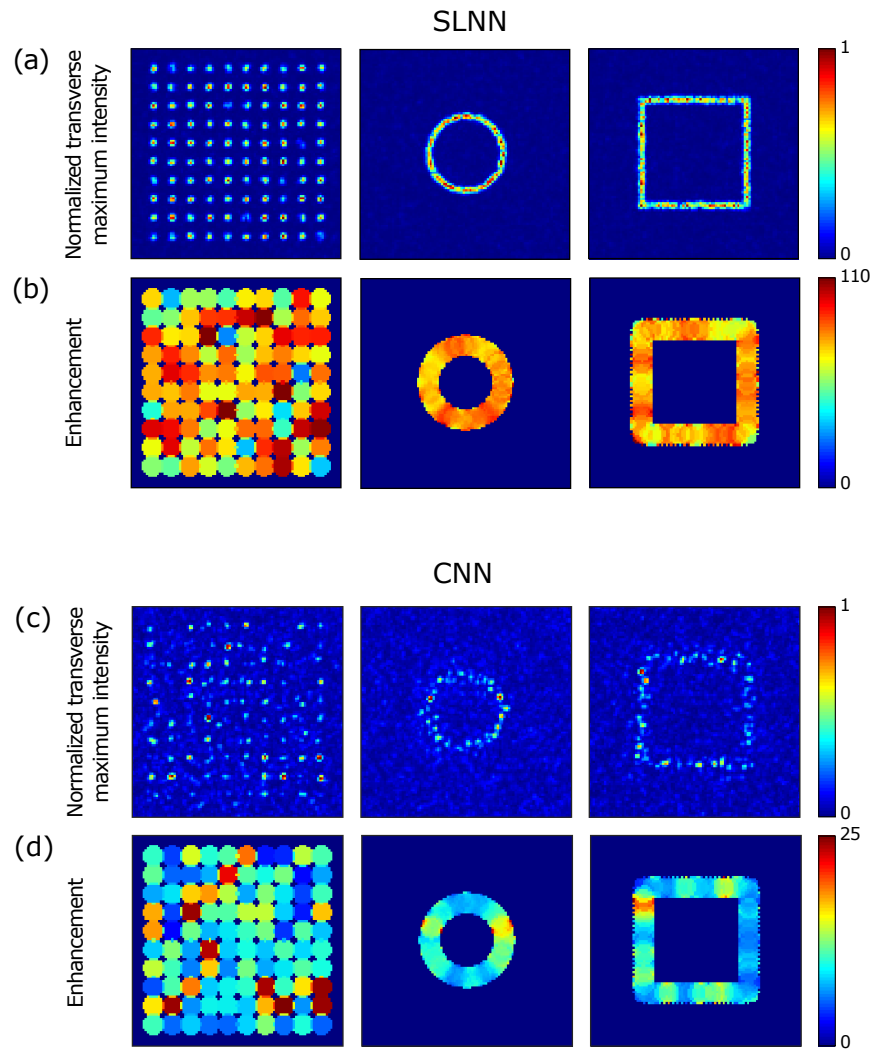 SLNN
(a)
Normalized transverse
maximum intensity
1
0
(b)
Enhancement
110
0
CNN
(c)
Normalized transverse
maximum intensity
1
0
(d)
Enhancement
25
0